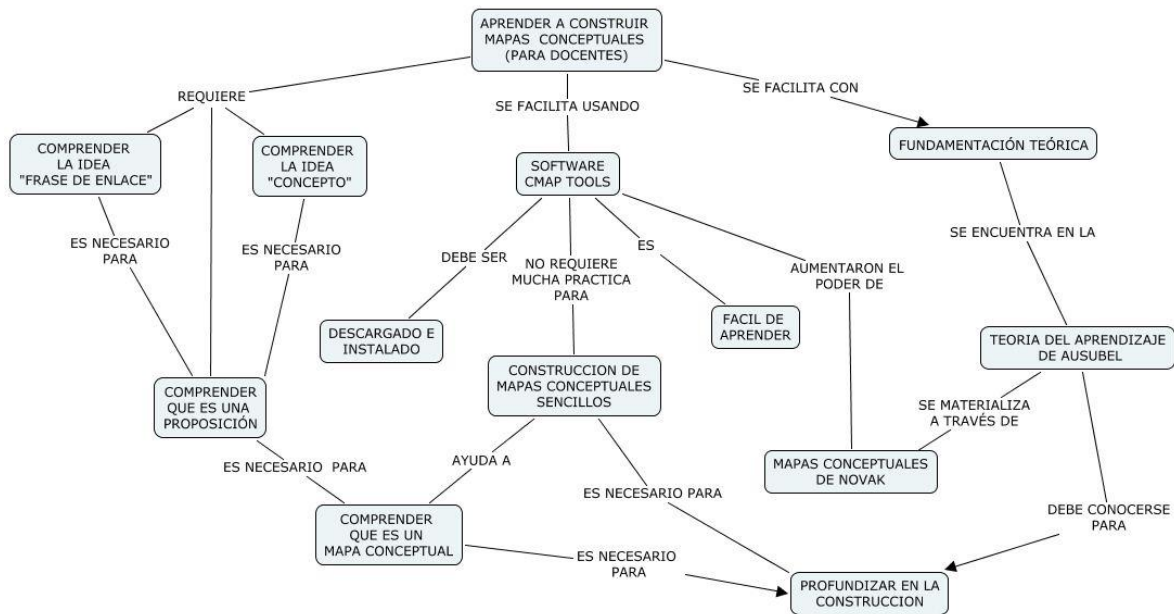 APRENDER A CONSTRUIR
MAPAS CONCEPTUALES
(PARA DOCENTES)
REQUIERE
SE FACILITA USANDO
SE FACILITA CON
COMPRENDER
LA IDEA
"FRASE DE ENLACE"
COMPRENDER
LA IDEA
"CONCEPTO"
SOFTWARE
CMAP TOOLS
FUNDAMENTACIÓN TEÓRICA
ES NECESARIO
PARA
ES NECESARIO
PARA
DEBE SER
NO REQUIERE
MUCHA PRACTICA
PARA
ES
AUMENTARON EL
PODER DE
SE ENCUENTRA EN LA
DESCARGADO E
INSTALADO
FACIL DE
APRENDER
TEORIA DEL APRENDIZAJE
DE AUSUBEL
COMPRENDER
QUE ES UNA
PROPOSICIÓN
CONSTRUCCION DE
MAPAS CONCEPTUALES
SENCILLOS
SE MATERIALIZA
A TRAVÉS DE
ES NECESARIO PARA
AYUDA A
ES NECESARIO PARA
MAPAS CONCEPTUALES
DE NOVAK
DEBE CONOCERSE
PARA
COMPRENDER
QUE ES UN
MAPA CONCEPTUAL
ES NECESARIO
PARA
PROFUNDIZAR EN LA
CONSTRUCCION